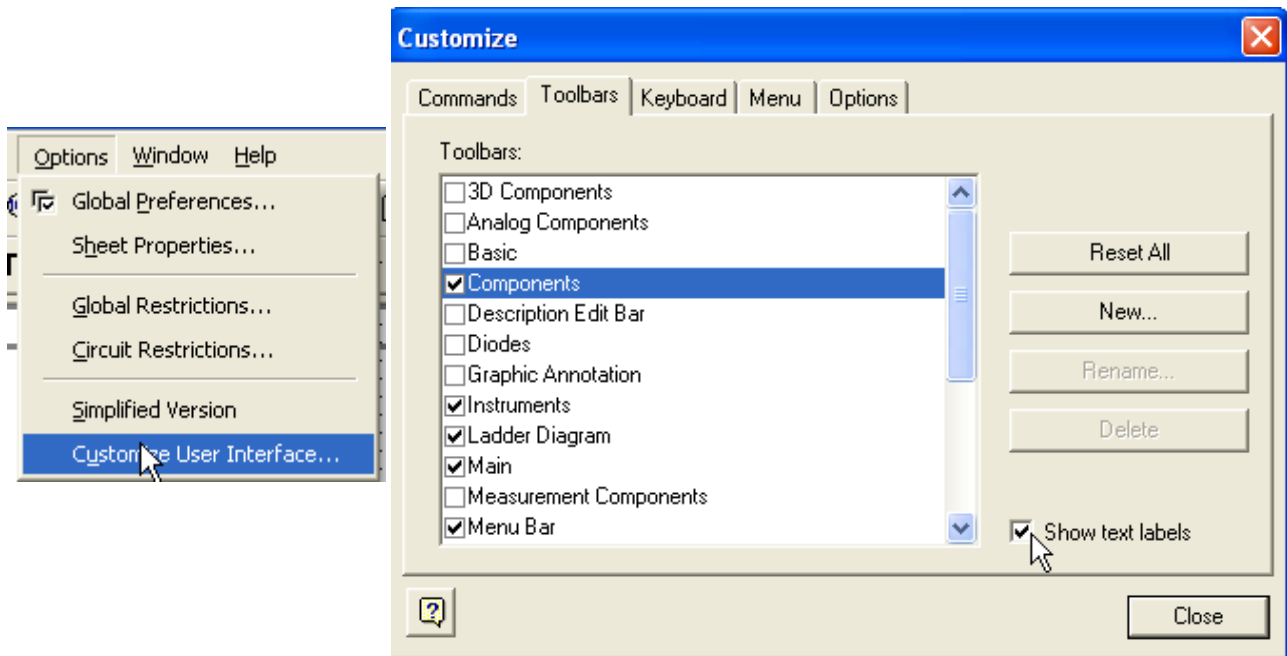 Options Window Help
Global Preferences...
Sheet Properties...
Global Restrictions...
Circuit Restrictions...
Simplified Version
Customize User Interface...
Customize
Commands Toolbars Keyboard Menu Options
Toolbars:
3D Components
Analog Components
Basic
Components
Description Edit Bar
Diodes
Graphic Annotation
Instruments
Ladder Diagram
Main
Measurement Components
Menu Bar
Reset All
New...
Rename...
Delete
Show text labels
Close